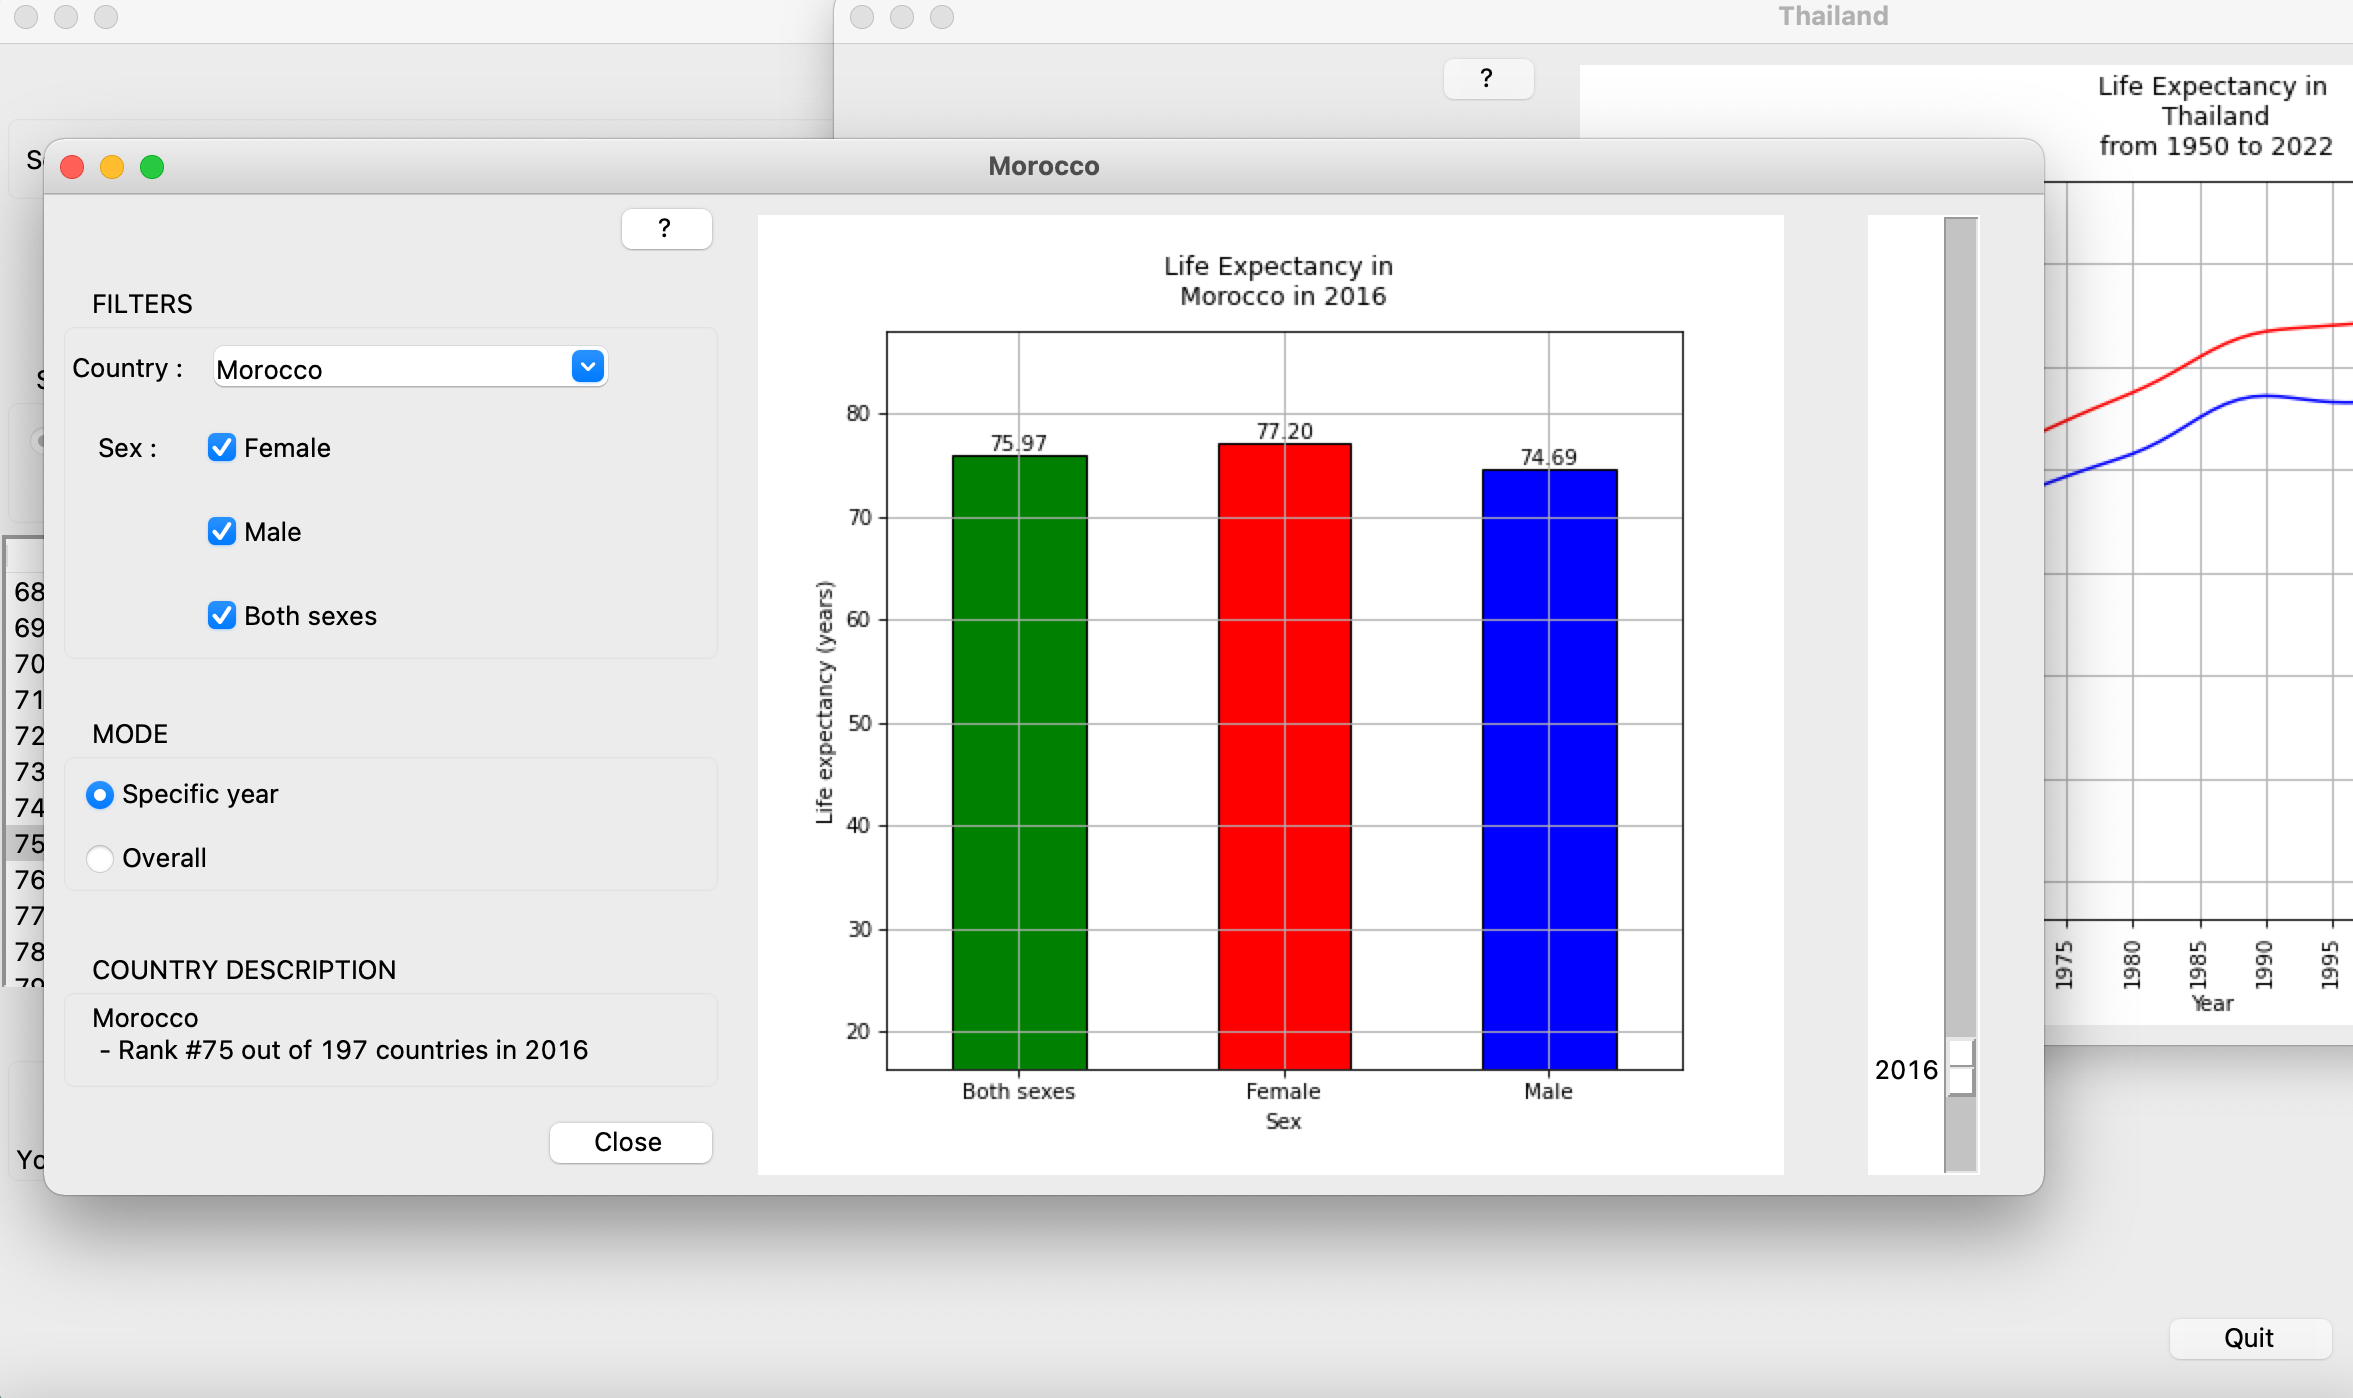 Thailand
?
Life Expectancy in
Thailand
from 1950 to 2022
1975
1980
1985
1990
1995
Year
68
69
70
71
72
73
74
75
76
77
78
Morocco
?
FILTERS
Country :
Morocco
Sex :
Female
Male
Both sexes
MODE
Specific year
Overall
COUNTRY DESCRIPTION
Morocco
- Rank #75 out of 197 countries in 2016
Close
Life Expectancy in
Morocco in 2016
Life expectancy (years)
80
70
60
50
40
30
20
75.97
77.20
74.69
Both sexes
Female
Male
Sex
2016
Quit